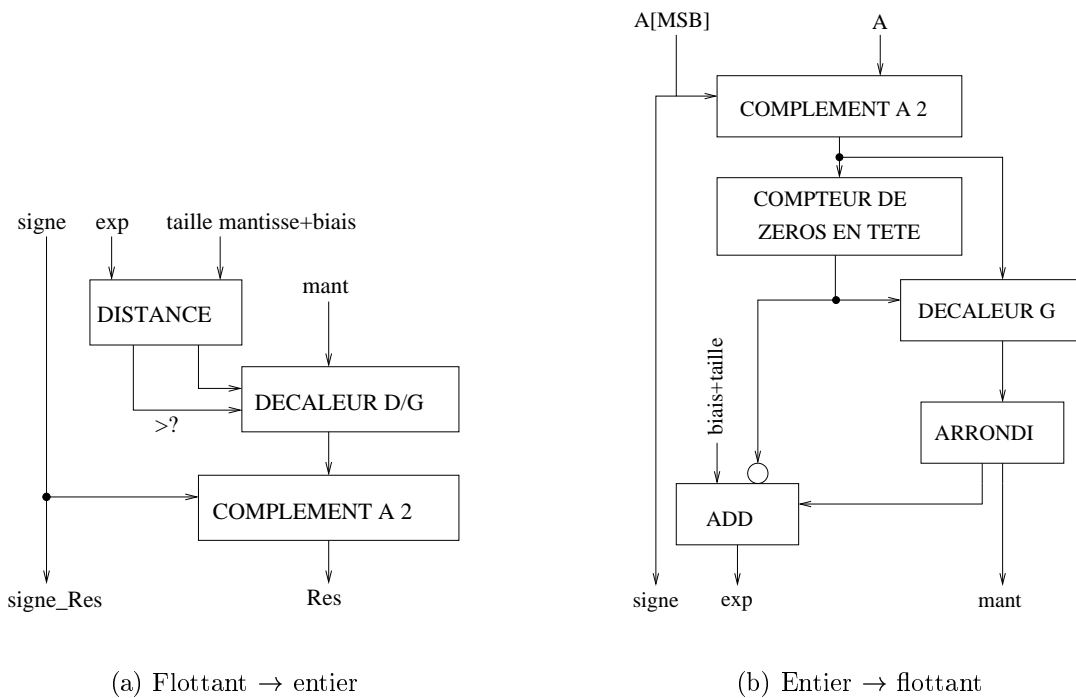 signe
exp
taille mantisse+biais
DISTANCE
mant
>?
DECALEUR D/G
COMPLEMENT A 2
signe_Res
Res
(a) Flottant → entier
A[MSB]
A
COMPLEMENT A 2
COMPTEUR DE
ZEROS EN TETE
DECALEUR G
biais+taille
ARRONDI
ADD
signe
exp
mant
(b) Entier → flottant